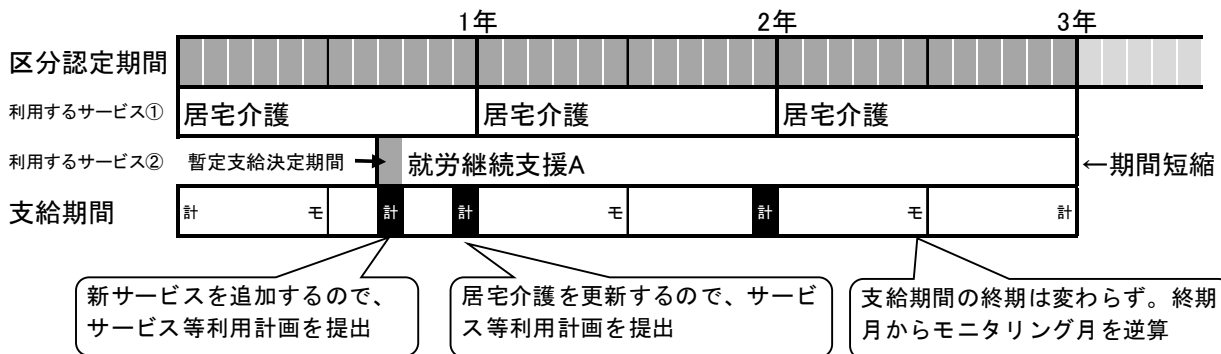 1年 2年 3年
区分認定期間
利用するサービス① 居宅介護 居宅介護 居宅介護
利用するサービス② 暫定支給決定期間 → 就労継続支援A ←期間短縮
支給期間 計 モ 計 計 モ 計 モ 計
新サービスを追加するので、
サービス等利用計画を提出
居宅介護を更新するので、サービ
ス等利用計画を提出
支給期間の終期は変わらず。終期
月からモニタリング月を逆算